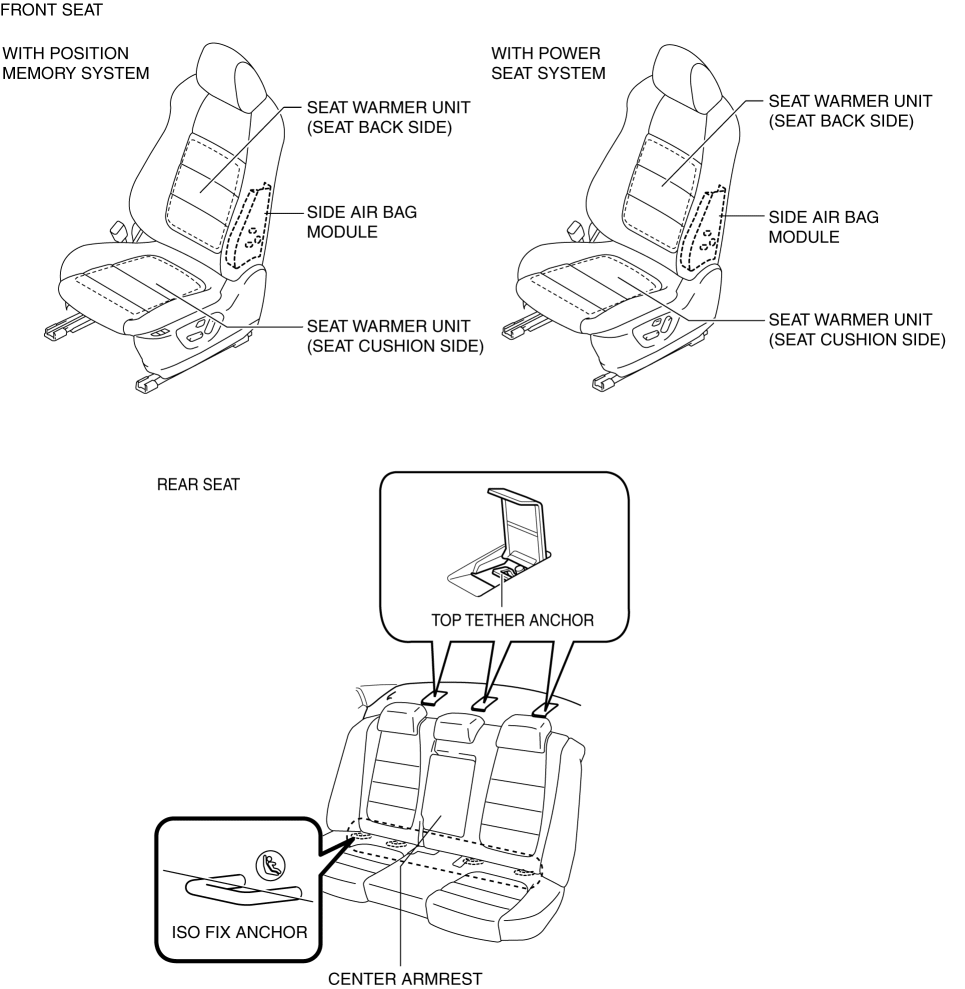 FRONT SEAT
WITH POSITION
MEMORY SYSTEM
SEAT WARMER UNIT
(SEAT BACK SIDE)
SIDE AIR BAG
MODULE
SEAT WARMER UNIT
(SEAT CUSHION SIDE)
WITH POWER
SEAT SYSTEM
SEAT WARMER UNIT
(SEAT BACK SIDE)
SIDE AIR BAG
MODULE
SEAT WARMER UNIT
(SEAT CUSHION SIDE)
REAR SEAT
TOP TETHER ANCHOR
ISO FIX ANCHOR
CENTER ARMREST